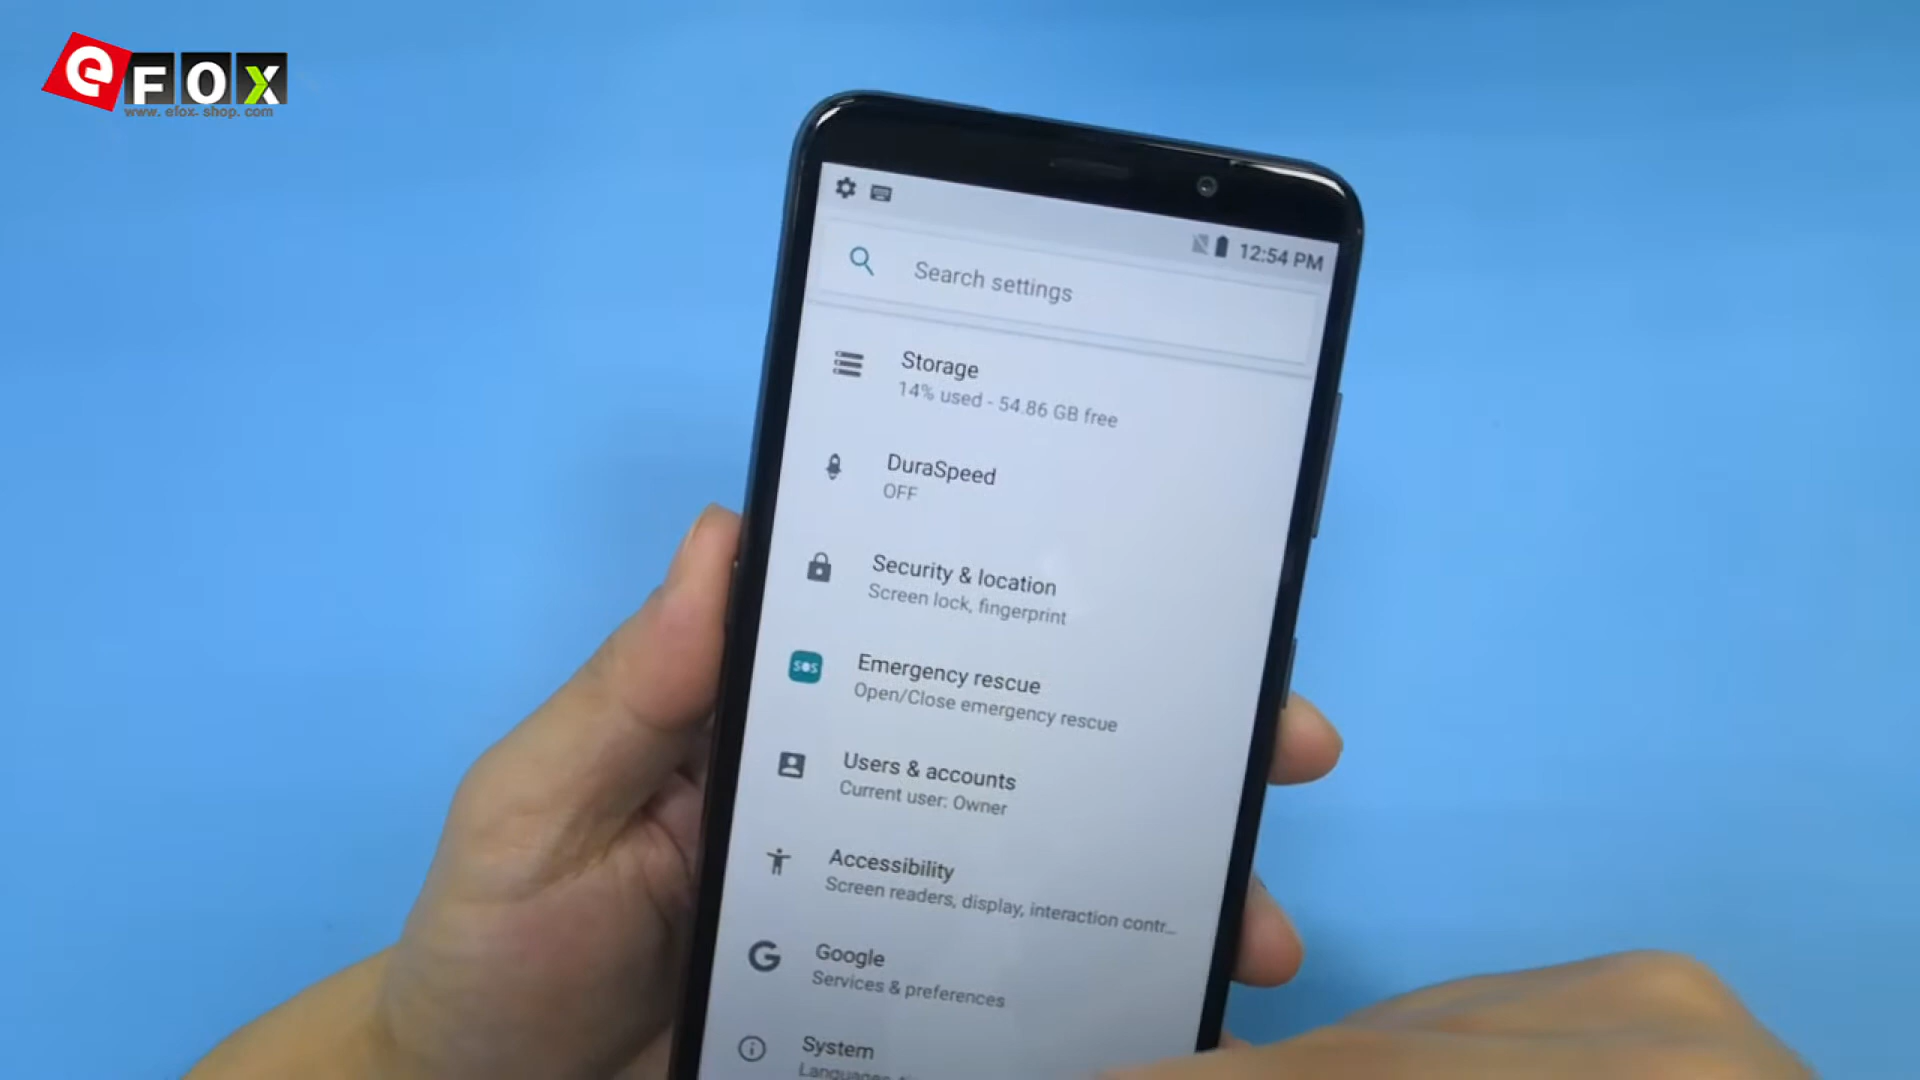 eFOX
www.efox-shop.com
12:54 PM
Search settings
Storage
14% used - 54.86 GB free
DuraSpeed
OFF
Security & location
Screen lock, fingerprint
SOS
Emergency rescue
Open/Close emergency rescue
Users & accounts
Current user: Owner
Accessibility
Screen readers, display, interaction contr...
Google
Services & preferences
System
Languages